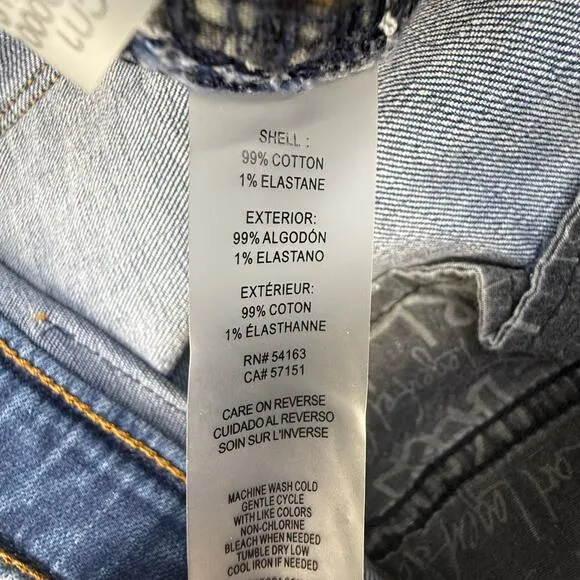 SHELL :
99% COTTON
1% ELASTANE
EXTERIOR:
99% ALGODÓN
1% ELASTANO
EXTÉRIEUR:
99% COTON
1% ÉLASTHANNE
RN# 54163
CA# 57151
CARE ON REVERSE
CUIDADO AL REVERSO
SOIN SUR L'INVERSE
MACHINE WASH COLD
GENTLE CYCLE
WITH LIKE COLORS
NON-CHLORINE
BLEACH WHEN NEEDED
TUMBLE DRY LOW
COOL IRON IF NEEDED